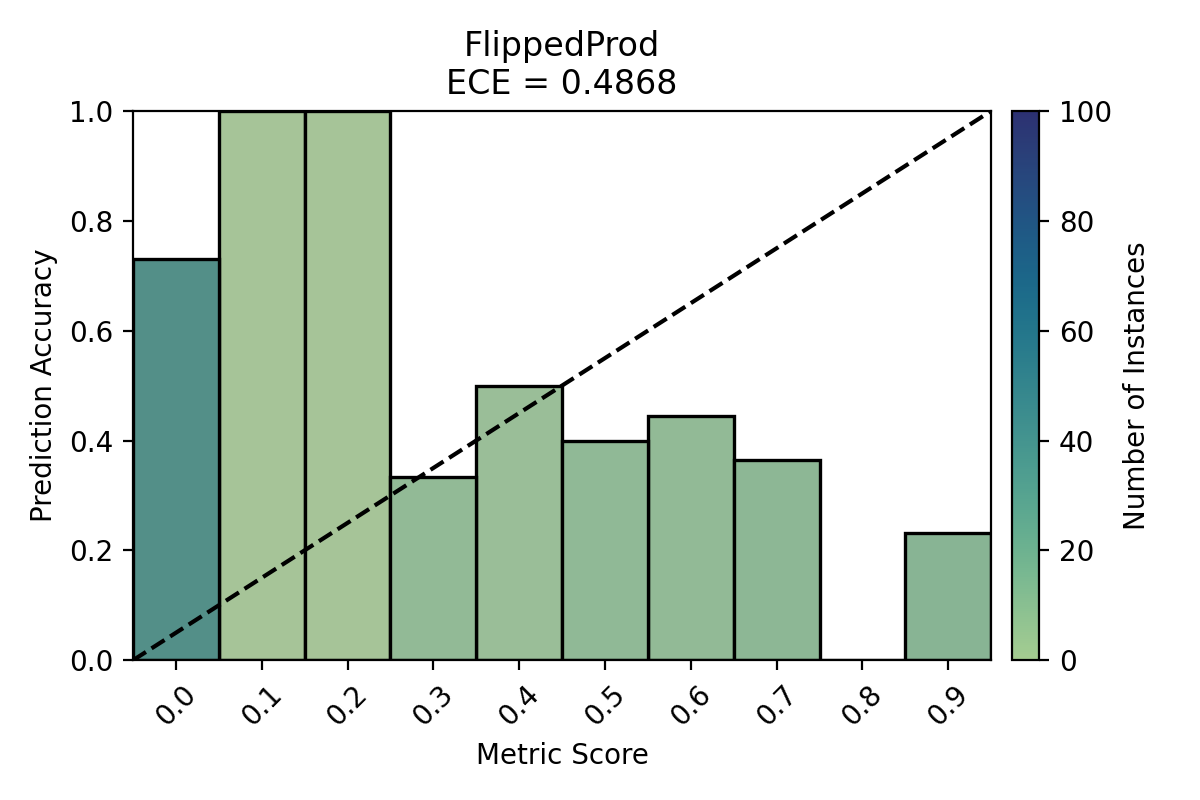 FlippedProd
ECE = 0.4868
1.0
0.8
0.6
0.4
0.2
0.0
Prediction Accuracy
0.0 0.1 0.2 0.3 0.4 0.5 0.6 0.7 0.8 0.9
Metric Score
100
80
60
40
20
0
Number of Instances